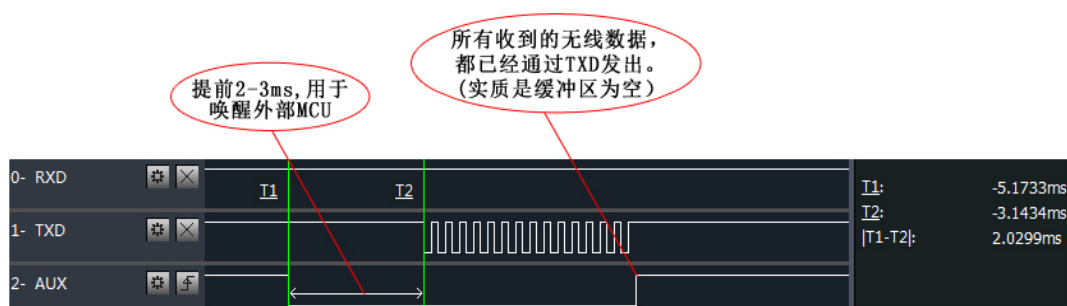 所有收到的无线数据，
都已经通过TXD发出。
(实质是缓冲区为空)
提前2-3ms,用于
唤醒外部MCU
0- RXD
T1
T2
1- TXD
2- AUX
T1: -5.1733ms
T2: -3.1434ms
|T1-T2|: 2.0299ms